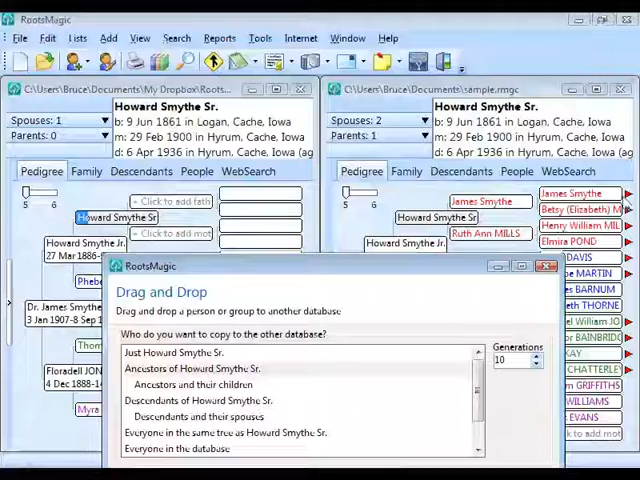 RootsMagic
File Edit Lists Add View Search Reports Tools Internet Window Help
C:\Users\Bruce\Documents\My Dropbox\Roots...
Howard Smythe Sr.
b: 9 Jun 1861 in Logan, Cache, Iowa
Spouses: 1
m: 29 Feb 1900 in Hyrum, Cache, Iowa
Parents: 0
d: 6 Apr 1936 in Hyrum, Cache, Iowa (ag
Pedigree Family Descendants People WebSearch
5 6
+ Click to add fath
Howard Smythe Sr
+ Click to add mot
Howard Smythe Jr.
27 Mar 1886-
Phebe
Dr. James Smythe
3 Jan 1907-8 Sep 1
Thom
Floradell JON
4 Dec 1888-
Myra
C:\Users\Bruce\Documents\sample.rmgc
Howard Smythe Sr.
b: 9 Jun 1861 in Logan, Cache, Iowa
Spouses: 2
m: 29 Feb 1900 in Hyrum, Cache, Iowa
Parents: 1
d: 6 Apr 1936 in Hyrum, Cache, Iowa (ag
Pedigree Family Descendants People WebSearch
5 6
James Smythe
Howard Smythe Sr.
Ruth Ann MILLS
Howard Smythe Jr.
James Smythe
Betsy (Elizabeth) M
Henry William MIL
Elmira POND
DAVIS
be MARTIN
s BARNUM
beth THORNE
el William JO
or BAINBRID
KAY
CHATTERLE
m GRIFFITHS
WILLIAMS
EVANS
ck to add mot
RootsMagic
Drag and Drop
Drag and drop a person or group to another database
Who do you want to copy to the other database?
Just Howard Smythe Sr.
Ancestors of Howard Smythe Sr.
Ancestors and their children
Descendants of Howard Smythe Sr.
Descendants and their spouses
Everyone in the same tree as Howard Smythe Sr.
Everyone in the database
Generations
10